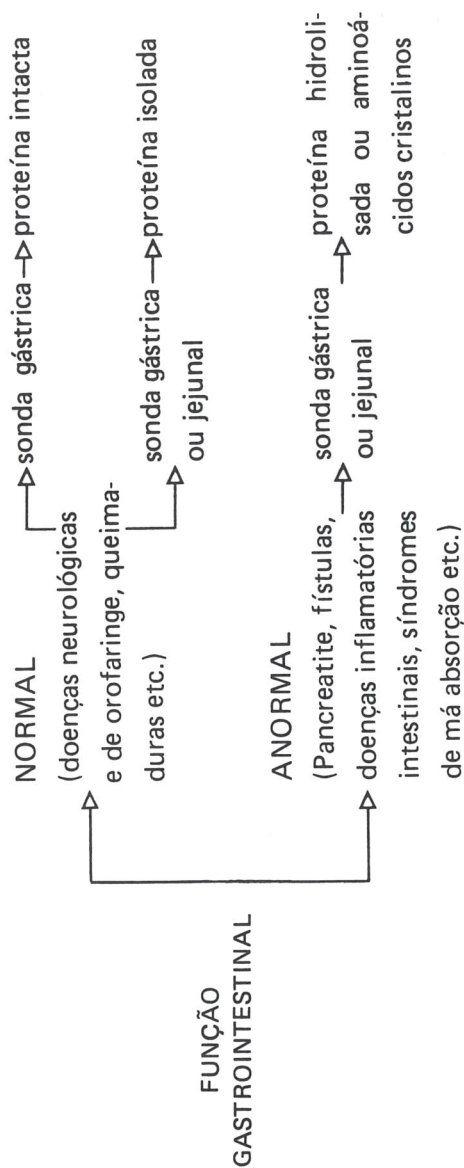 FUNÇÃO
GASTROINTESTINAL
NORMAL
(doenças neurológicas
e de orofaringe, queima-
duras etc.)
sonda gástrica
proteína intacta
sonda gástrica
ou jejunal
proteína isolada
ANORMAL
(Pancreatite, fístulas,
doenças inflamatórias
intestinais, síndromes
de má absorção etc.)
sonda gástrica
ou jejunal
proteína hidroli-
sada ou aminoá-
cidos cristalinos